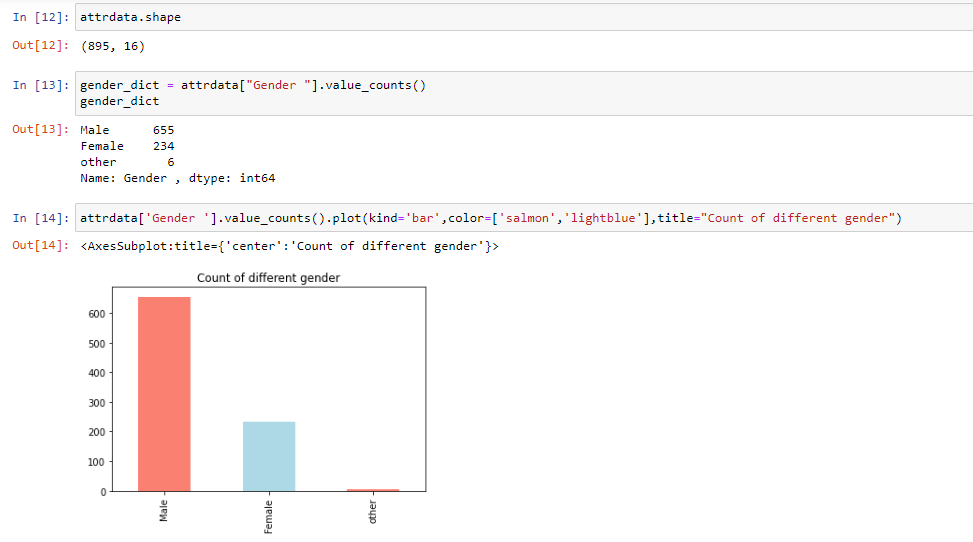 In [12]: attrdata.shape
Out[12]: (895, 16)
In [13]: gender_dict = attrdata["Gender "].value_counts()
gender_dict
Out[13]: Male      655
Female    234
other       6
Name: Gender , dtype: int64
In [14]: attrdata['Gender '].value_counts().plot(kind='bar',color=['salmon','lightblue'],title="Count of different gender")
Out[14]: <AxesSubplot:title={'center':'Count of different gender'}>
Count of different gender
600
500
400
300
200
100
0
Male
Female
other